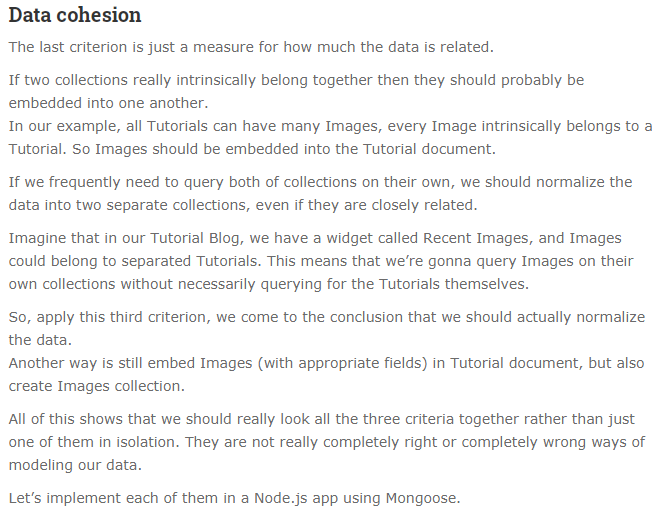 Data cohesion
The last criterion is just a measure for how much the data is related.
If two collections really intrinsically belong together then they should probably be
embedded into one another.
In our example, all Tutorials can have many Images, every Image intrinsically belongs to a
Tutorial. So Images should be embedded into the Tutorial document.
If we frequently need to query both of collections on their own, we should normalize the
data into two separate collections, even if they are closely related.
Imagine that in our Tutorial Blog, we have a widget called Recent Images, and Images
could belong to separated Tutorials. This means that we’re gonna query Images on their
own collections without necessarily querying for the Tutorials themselves.
So, apply this third criterion, we come to the conclusion that we should actually normalize
the data.
Another way is still embed Images (with appropriate fields) in Tutorial document, but also
create Images collection.
All of this shows that we should really look all the three criteria together rather than just
one of them in isolation. They are not really completely right or completely wrong ways of
modeling our data.
Let’s implement each of them in a Node.js app using Mongoose.